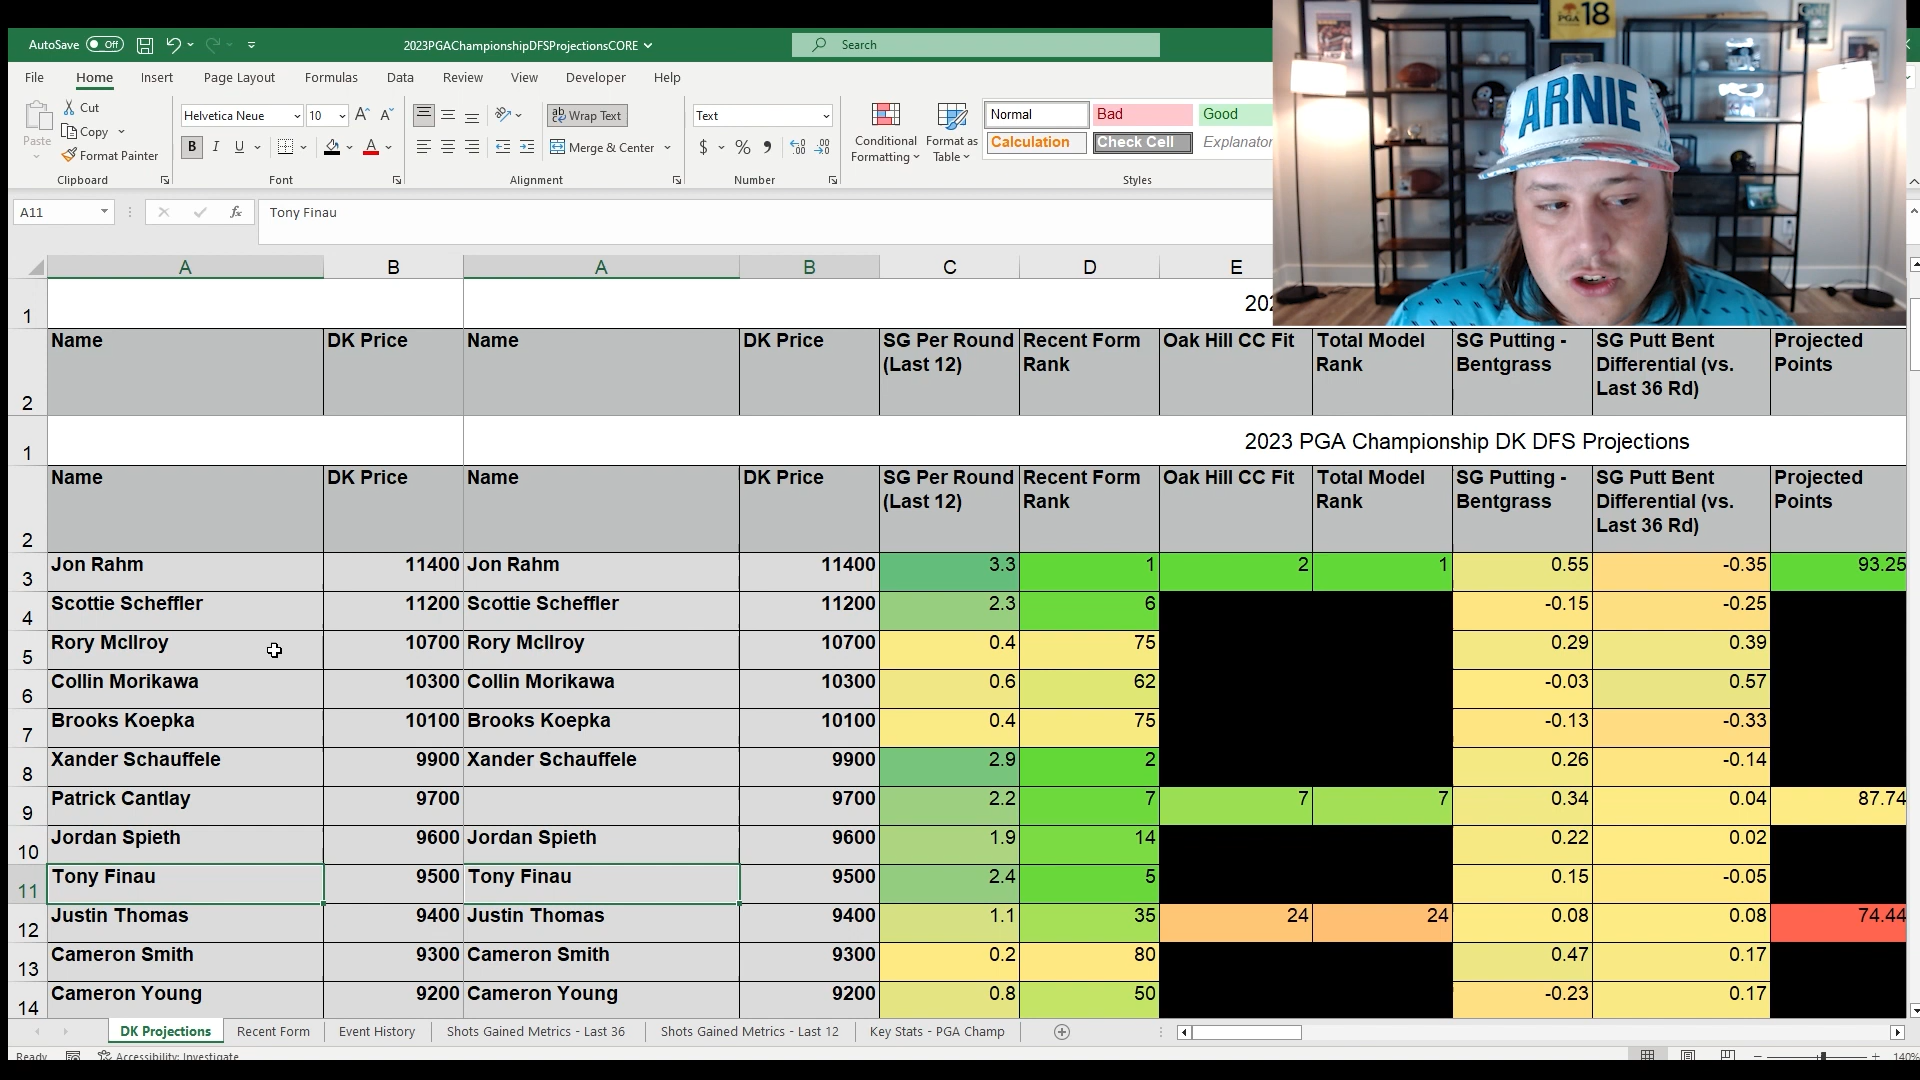 AutoSave Off 2023PGAChampionshipDFSProjectionsCORE Search
File Home Insert Page Layout Formulas Data Review View Developer Help
Paste Cut Copy Format Painter Clipboard
Helvetica Neue 10 B I U A Font
ab Wrap Text Merge & Center Alignment
Text $ % Number
Conditional Formatting Format as Table
Normal Bad Good
Calculation Check Cell Explanator
Styles
PGA 18
ARNIE
A11 fx Tony Finau
A B A B C D E
1 202
2 Name DK Price Name DK Price SG Per Round (Last 12) Recent Form Rank Oak Hill CC Fit Total Model Rank SG Putting - Bentgrass SG Putt Bent Differential (vs. Last 36 Rd) Projected Points
1 2023 PGA Championship DK DFS Projections
2 Name DK Price Name DK Price SG Per Round (Last 12) Recent Form Rank Oak Hill CC Fit Total Model Rank SG Putting - Bentgrass SG Putt Bent Differential (vs. Last 36 Rd) Projected Points
3 Jon Rahm 11400 Jon Rahm 11400 3.3 1 2 1 0.55 -0.35 93.25
4 Scottie Scheffler 11200 Scottie Scheffler 11200 2.3 6 -0.15 -0.25
5 Rory McIlroy 10700 Rory McIlroy 10700 0.4 75 0.29 0.39
6 Collin Morikawa 10300 Collin Morikawa 10300 0.6 62 -0.03 0.57
7 Brooks Koepka 10100 Brooks Koepka 10100 0.4 75 -0.13 -0.33
8 Xander Schauffele 9900 Xander Schauffele 9900 2.9 2 0.26 -0.14
9 Patrick Cantlay 9700 9700 2.2 7 7 7 0.34 0.04 87.74
10 Jordan Spieth 9600 Jordan Spieth 9600 1.9 14 0.22 0.02
11 Tony Finau 9500 Tony Finau 9500 2.4 5 0.15 -0.05
12 Justin Thomas 9400 Justin Thomas 9400 1.1 35 24 24 0.08 0.08 74.44
13 Cameron Smith 9300 Cameron Smith 9300 0.2 80 0.47 0.17
14 Cameron Young 9200 Cameron Young 9200 0.8 50 -0.23 0.17
DK Projections Recent Form Event History Shots Gained Metrics - Last 36 Shots Gained Metrics - Last 12 Key Stats - PGA Champ
Ready Accessibility: Investigate 140%